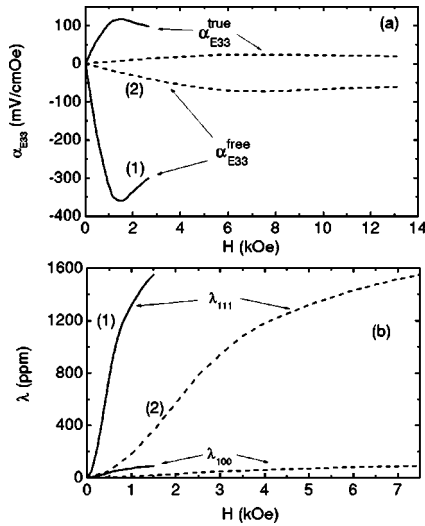 100
0
-100
-200
-300
-400
α_E33 (mV/cmOe)
(a)
α_E33^true
(2)
α_E33^free
(1)
0 2 4 6 8 10 12 14
H (kOe)
1600
1200
800
400
0
λ (ppm)
(b)
λ_111
(1)
(2)
λ_100
0 1 2 3 4 5 6 7
H (kOe)